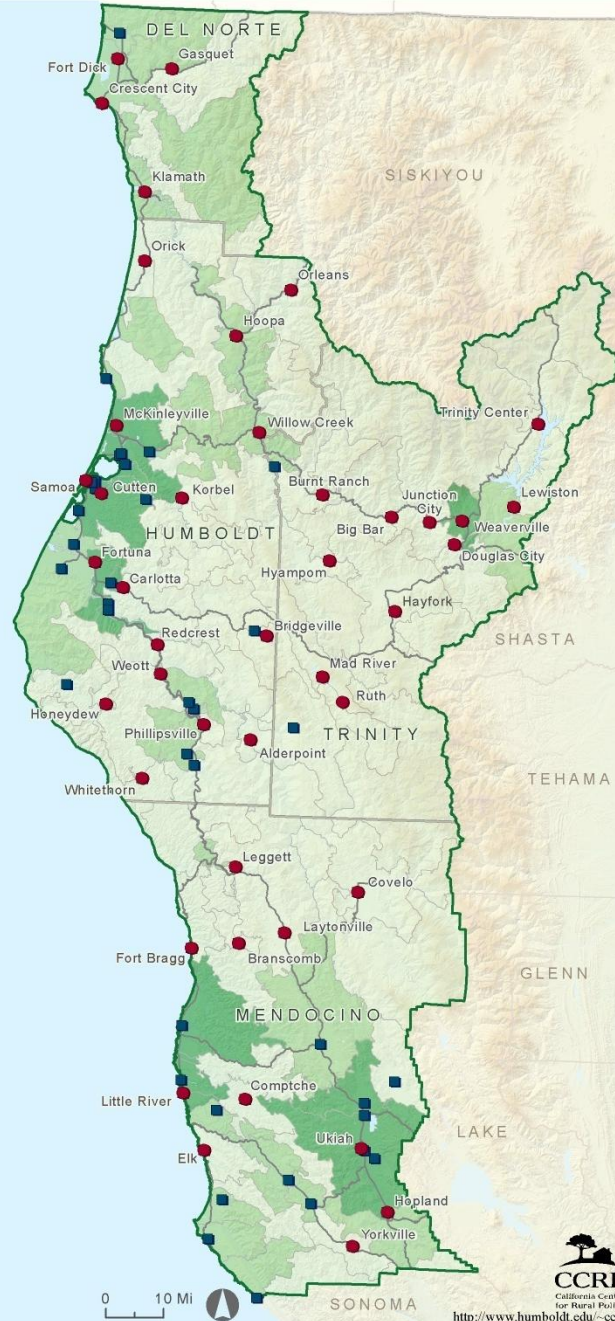 DEL NORTE
Fort Dick
Gasquet
Crescent City
SISKIYOU
Klamath
Orick
Orleans
Hoopa
McKinleyville
Willow Creek
Trinity Center
Samoa
Cutten
Korbel
Burnt Ranch
Junction
City
Lewiston
Big Bar
Weaverville
HUMBOLDT
Fortuna
Hyampom
Douglas City
Carlotta
Hayfork
Redcrest
Bridgeville
SHASTA
Weott
Mad River
Ruth
Honeydew
Phillipsville
TRINITY
Alderpoint
Whitethorn
TEHAMA
Leggett
Covelo
Laytonville
Fort Bragg
Branscomb
GLENN
MENDOCINO
Comptche
Little River
Ukiah
LAKE
Elk
Hopland
Yorkville
0 10 Mi
SONOMA
California Cent
for Rural Poli
http://www.humboldt.edu/~cc